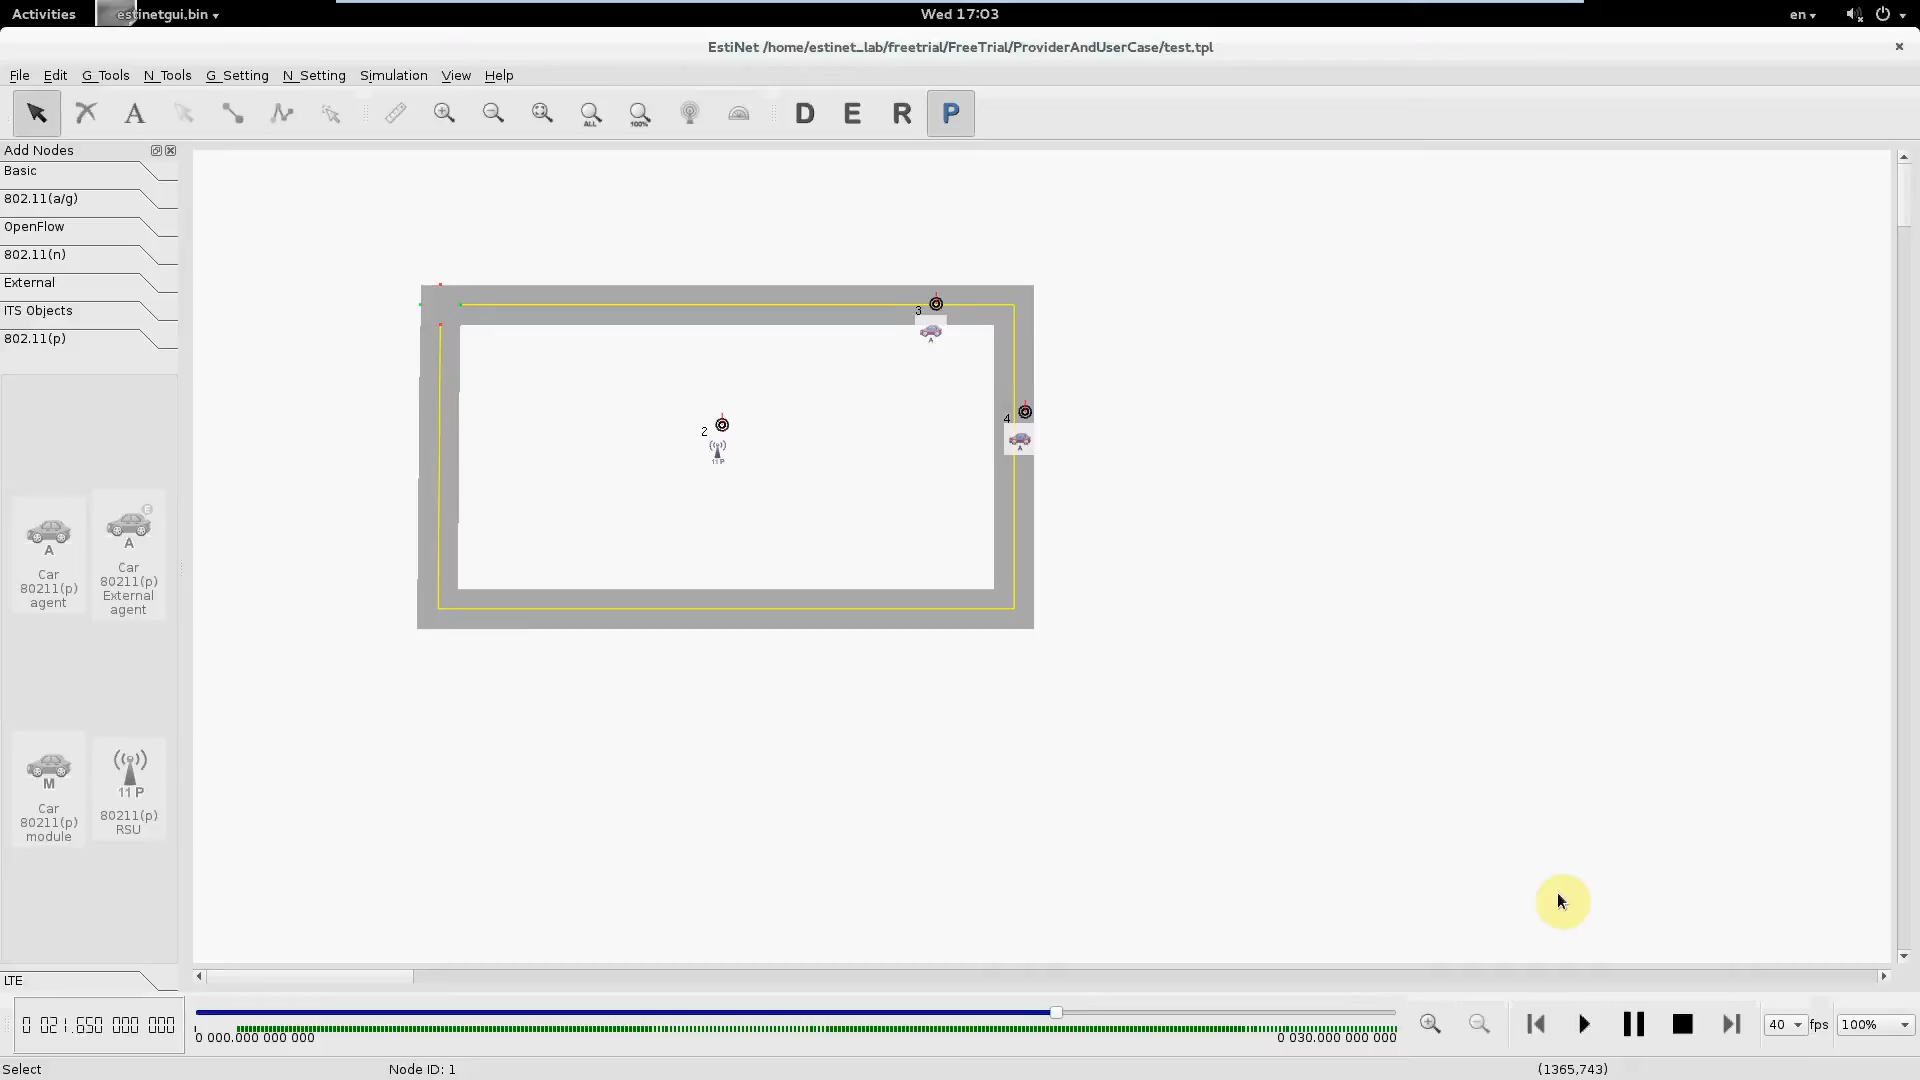 Activities
estinetgui.bin
Wed 17:03
en
EstiNet /home/estinet_lab/freetrial/FreeTrial/ProviderAndUserCase/test.tpl
File Edit G_Tools N_Tools G_Setting N_Setting Simulation View Help
A
ALL
100%
D E R P
Add Nodes
Basic
802.11(a/g)
OpenFlow
802.11(n)
External
ITS Objects
802.11(p)
A
Car
80211(p)
agent
E
A
Car
80211(p)
External
agent
M
Car
80211(p)
module
11 P
80211(p)
RSU
LTE
3
A
4
A
2
11 P
0 021.650 000 000
0 000.000 000 000
0 030.000 000 000
40 fps
100%
Select
Node ID: 1
(1365,743)